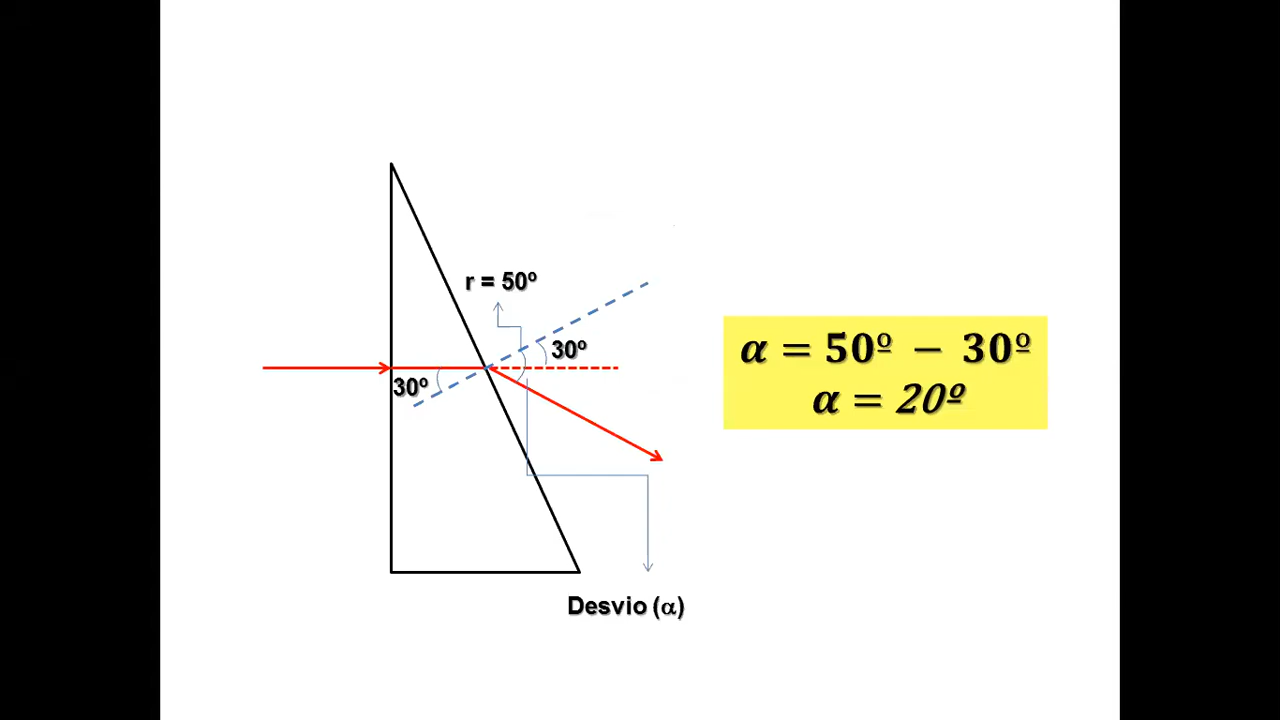 r = 50º
30º
30º
α = 50º − 30º
α = 20º
Desvio (α)